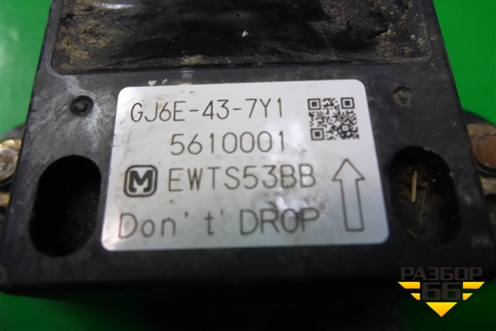 GJ6E-43-7Y1
5610001
M EWTS53BB
Don't DROP
РАЗБОР
66